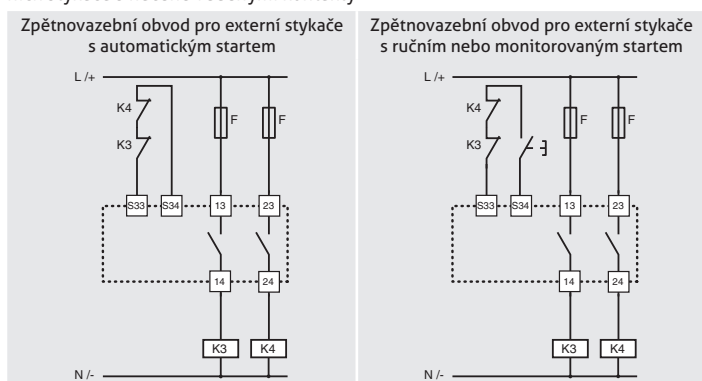 Zpětnovazební obvod pro externí stykače
s automatickým startem
L /+
K4
F
F
K3
S33
S34
13
23
14
24
K3
K4
N /-
Zpětnovazební obvod pro externí stykače
s ručním nebo monitorovaným startem
L /+
K4
F
F
K3
S33
S34
13
23
14
24
K3
K4
N /-